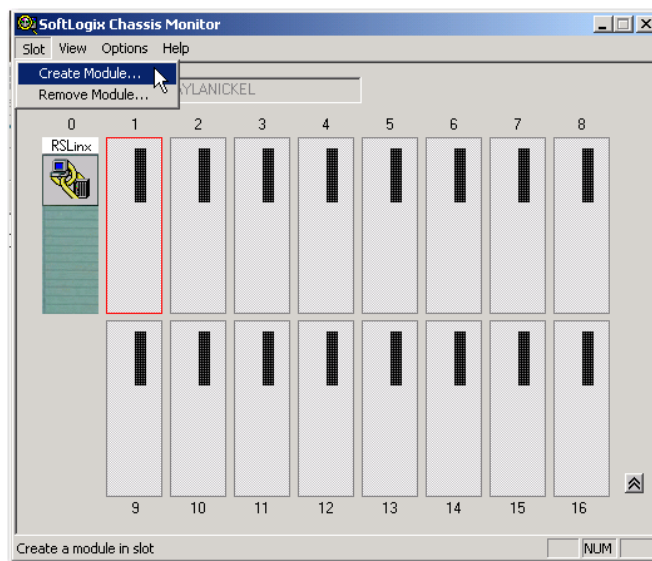 SoftLogix Chassis Monitor
Slot View Options Help
Create Module...
Remove Module...
AYLANICKEL
0 1 2 3 4 5 6 7 8
RSLinx
9 10 11 12 13 14 15 16
Create a module in slot
NUM